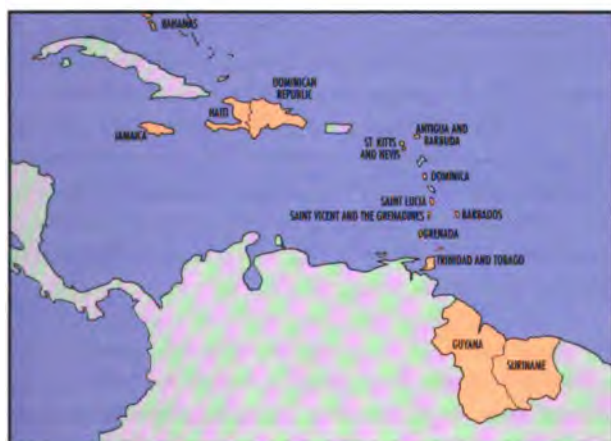 BAHAMAS
DOMINICAN
REPUBLIC
HAITI
JAMAICA
ANTIGUA AND
BARBUDA
ST KITTS
AND NEVIS
DOMINICA
SAINT LUCIA
SAINT VICENT AND THE GRENADINES
BARBADOS
GRENADA
TRINIDAD AND TOBAGO
GUYANA
SURINAME